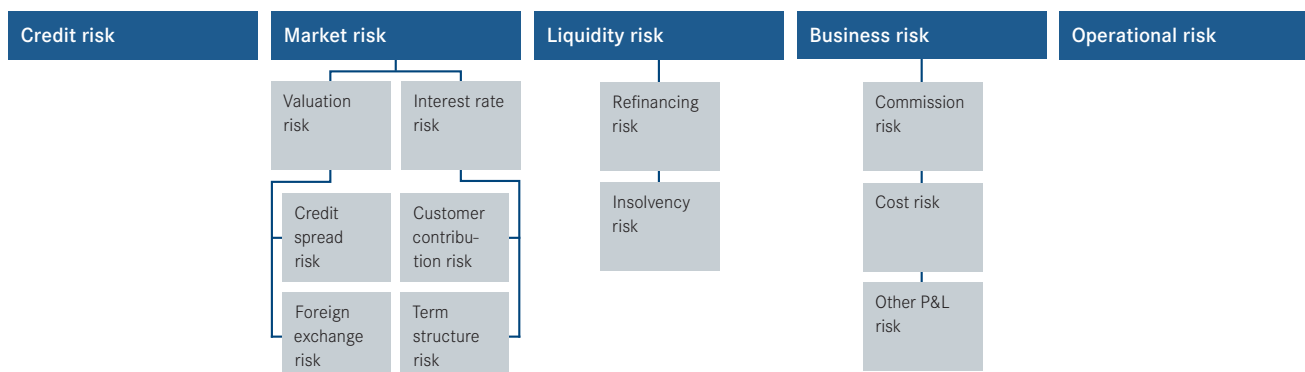 Credit risk
Market risk
Liquidity risk
Business risk
Operational risk
Valuation
risk
Interest rate
risk
Refinancing
risk
Commission
risk
Credit
spread
risk
Customer
contribu-
tion risk
Insolvency
risk
Cost risk
Foreign
exchange
risk
Term
structure
risk
Other P&L
risk